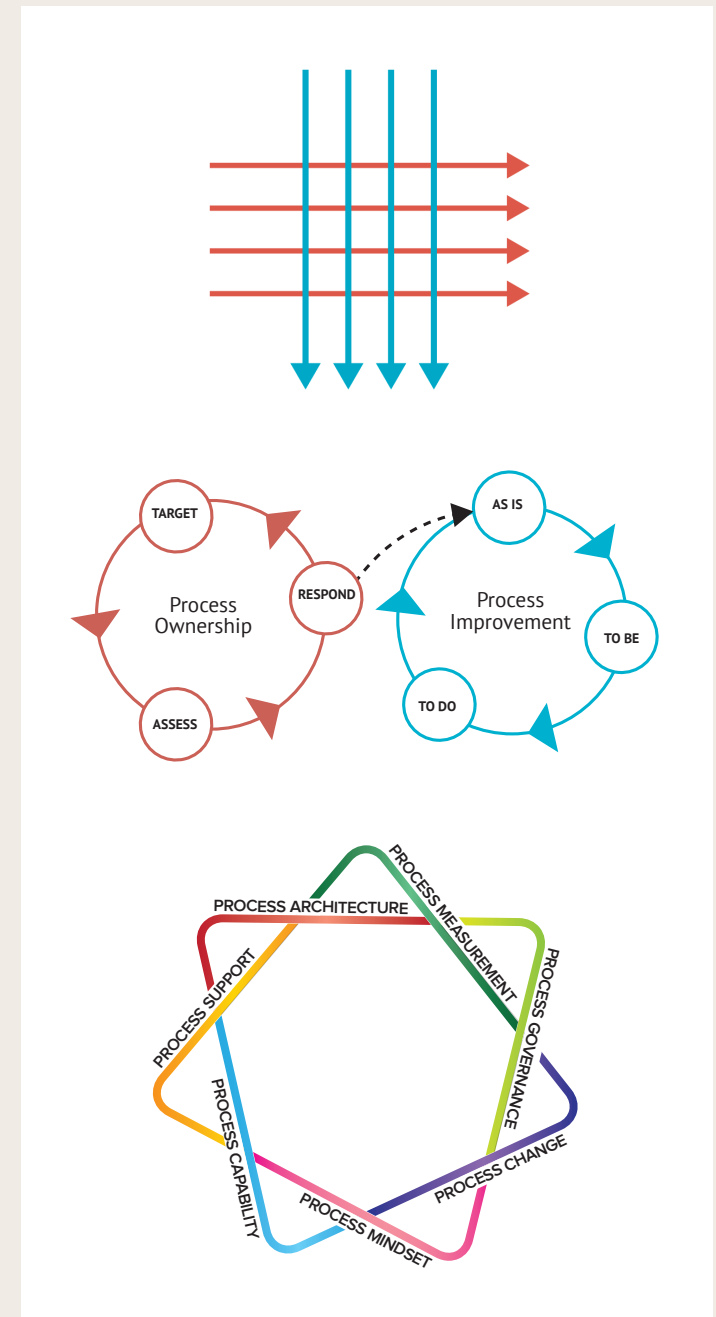 TARGET
RESPOND
Process
Ownership
ASSESS
AS IS
Process
Improvement
TO BE
TO DO
PROCESS ARCHITECTURE
PROCESS MEASUREMENT
PROCESS GOVERNANCE
PROCESS CHANGE
PROCESS MINDSET
PROCESS CAPABILITY
PROCESS SUPPORT